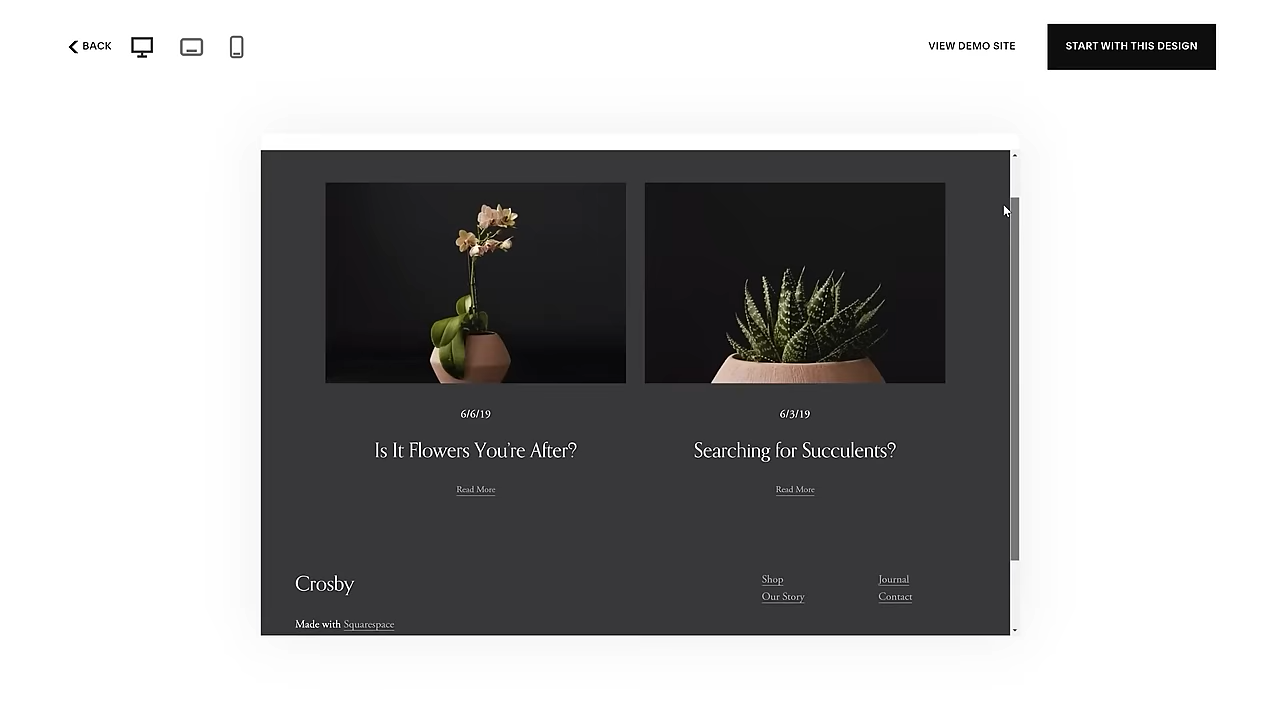 BACK
VIEW DEMO SITE
START WITH THIS DESIGN
6/6/19
Is It Flowers You're After?
Read More
6/3/19
Searching for Succulents?
Read More
Crosby
Made with Squarespace
Shop
Our Story
Journal
Contact